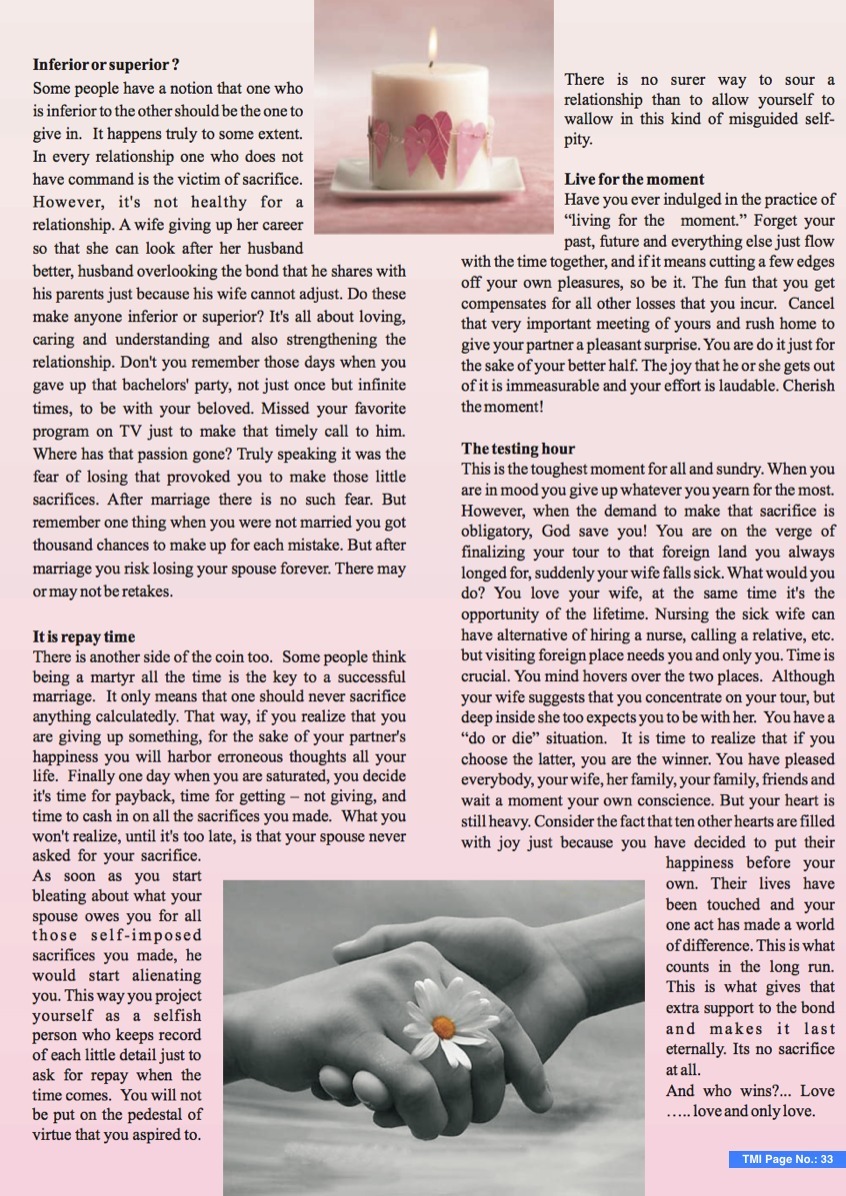 Inferior or superior ?
Some people have a notion that one who
is inferior to the other should be the one to
give in. It happens truly to some extent.
In every relationship one who does not
have command is the victim of sacrifice.
However, it's not healthy for a
relationship. A wife giving up her career
so that she can look after her husband
better, husband overlooking the bond that he shares with
his parents just because his wife cannot adjust. Do these
make anyone inferior or superior? It's all about loving,
caring and understanding and also strengthening the
relationship. Don't you remember those days when you
gave up that bachelors' party, not just once but infinite
times, to be with your beloved. Missed your favorite
program on TV just to make that timely call to him.
Where has that passion gone? Truly speaking it was the
fear of losing that provoked you to make those little
sacrifices. After marriage there is no such fear. But
remember one thing when you were not married you got
thousand chances to make up for each mistake. But after
marriage you risk losing your spouse forever. There may
or may not be retakes.
It is repay time
There is another side of the coin too. Some people think
being a martyr all the time is the key to a successful
marriage. It only means that one should never sacrifice
anything calculatedly. That way, if you realize that you
are giving up something, for the sake of your partner's
happiness you will harbor erroneous thoughts all your
life. Finally one day when you are saturated, you decide
it's time for payback, time for getting – not giving, and
time to cash in on all the sacrifices you made. What you
won't realize, until it's too late, is that your spouse never
asked for your sacrifice.
As soon as you start
bleating about what your
spouse owes you for all
those self-imposed
sacrifices you made, he
would start alienating
you. This way you project
yourself as a selfish
person who keeps record
of each little detail just to
ask for repay when the
time comes. You will not
be put on the pedestal of
virtue that you aspired to.
There is no surer way to sour a
relationship than to allow yourself to
wallow in this kind of misguided self-
pity.
Live for the moment
Have you ever indulged in the practice of
“living for the moment.” Forget your
past, future and everything else just flow
with the time together, and if it means cutting a few edges
off your own pleasures, so be it. The fun that you get
compensates for all other losses that you incur. Cancel
that very important meeting of yours and rush home to
give your partner a pleasant surprise. You are do it just for
the sake of your better half. The joy that he or she gets out
of it is immeasurable and your effort is laudable. Cherish
the moment!
The testing hour
This is the toughest moment for all and sundry. When you
are in mood you give up whatever you yearn for the most.
However, when the demand to make that sacrifice is
obligatory, God save you! You are on the verge of
finalizing your tour to that foreign land you always
longed for, suddenly your wife falls sick. What would you
do? You love your wife, at the same time it's the
opportunity of the lifetime. Nursing the sick wife can
have alternative of hiring a nurse, calling a relative, etc.
but visiting foreign place needs you and only you. Time is
crucial. You mind hovers over the two places. Although
your wife suggests that you concentrate on your tour, but
deep inside she too expects you to be with her. You have a
“do or die” situation. It is time to realize that if you
choose the latter, you are the winner. You have pleased
everybody, your wife, her family, your family, friends and
wait a moment your own conscience. But your heart is
still heavy. Consider the fact that ten other hearts are filled
with joy just because you have decided to put their
happiness before your
own. Their lives have
been touched and your
one act has made a world
of difference. This is what
counts in the long run.
This is what gives that
extra support to the bond
and makes it last
eternally. Its no sacrifice
at all.
And who wins?... Love
….. love and only love.
TMI Page No.: 33